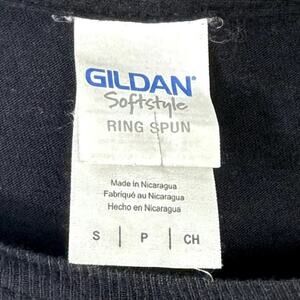 GILDAN®
Softstyle
RING SPUN
Made in Nicaragua
Fabriqué au Nicaragua
Hecho en Nicaragua
S | P | CH